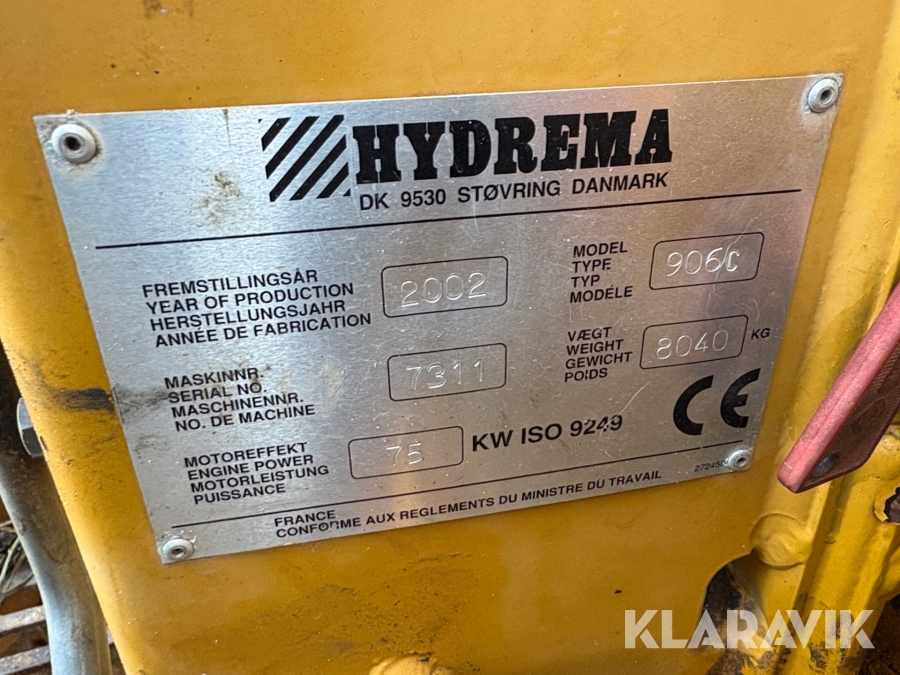 HYDREMA
DK 9530 STØVRING DANMARK
FREMSTILLINGSÅR
YEAR OF PRODUCTION
HERSTELLUNGSJAHR
ANNÉE DE FABRICATION
2002
MODEL
TYPE
TYP
MODÉLE
906C
MASKINNR.
SERIAL NO.
MASCHINENNR.
NO. DE MACHINE
7311
VÆGT
WEIGHT
GEWICHT
POIDS
8040 KG
MOTOREFFEKT
ENGINE POWER
MOTORLEISTUNG
PUISSANCE
75 KW ISO 9249
CE
FRANCE
CONFORME AUX REGLEMENTS DU MINISTRE DU TRAVAIL
KLARAVIK